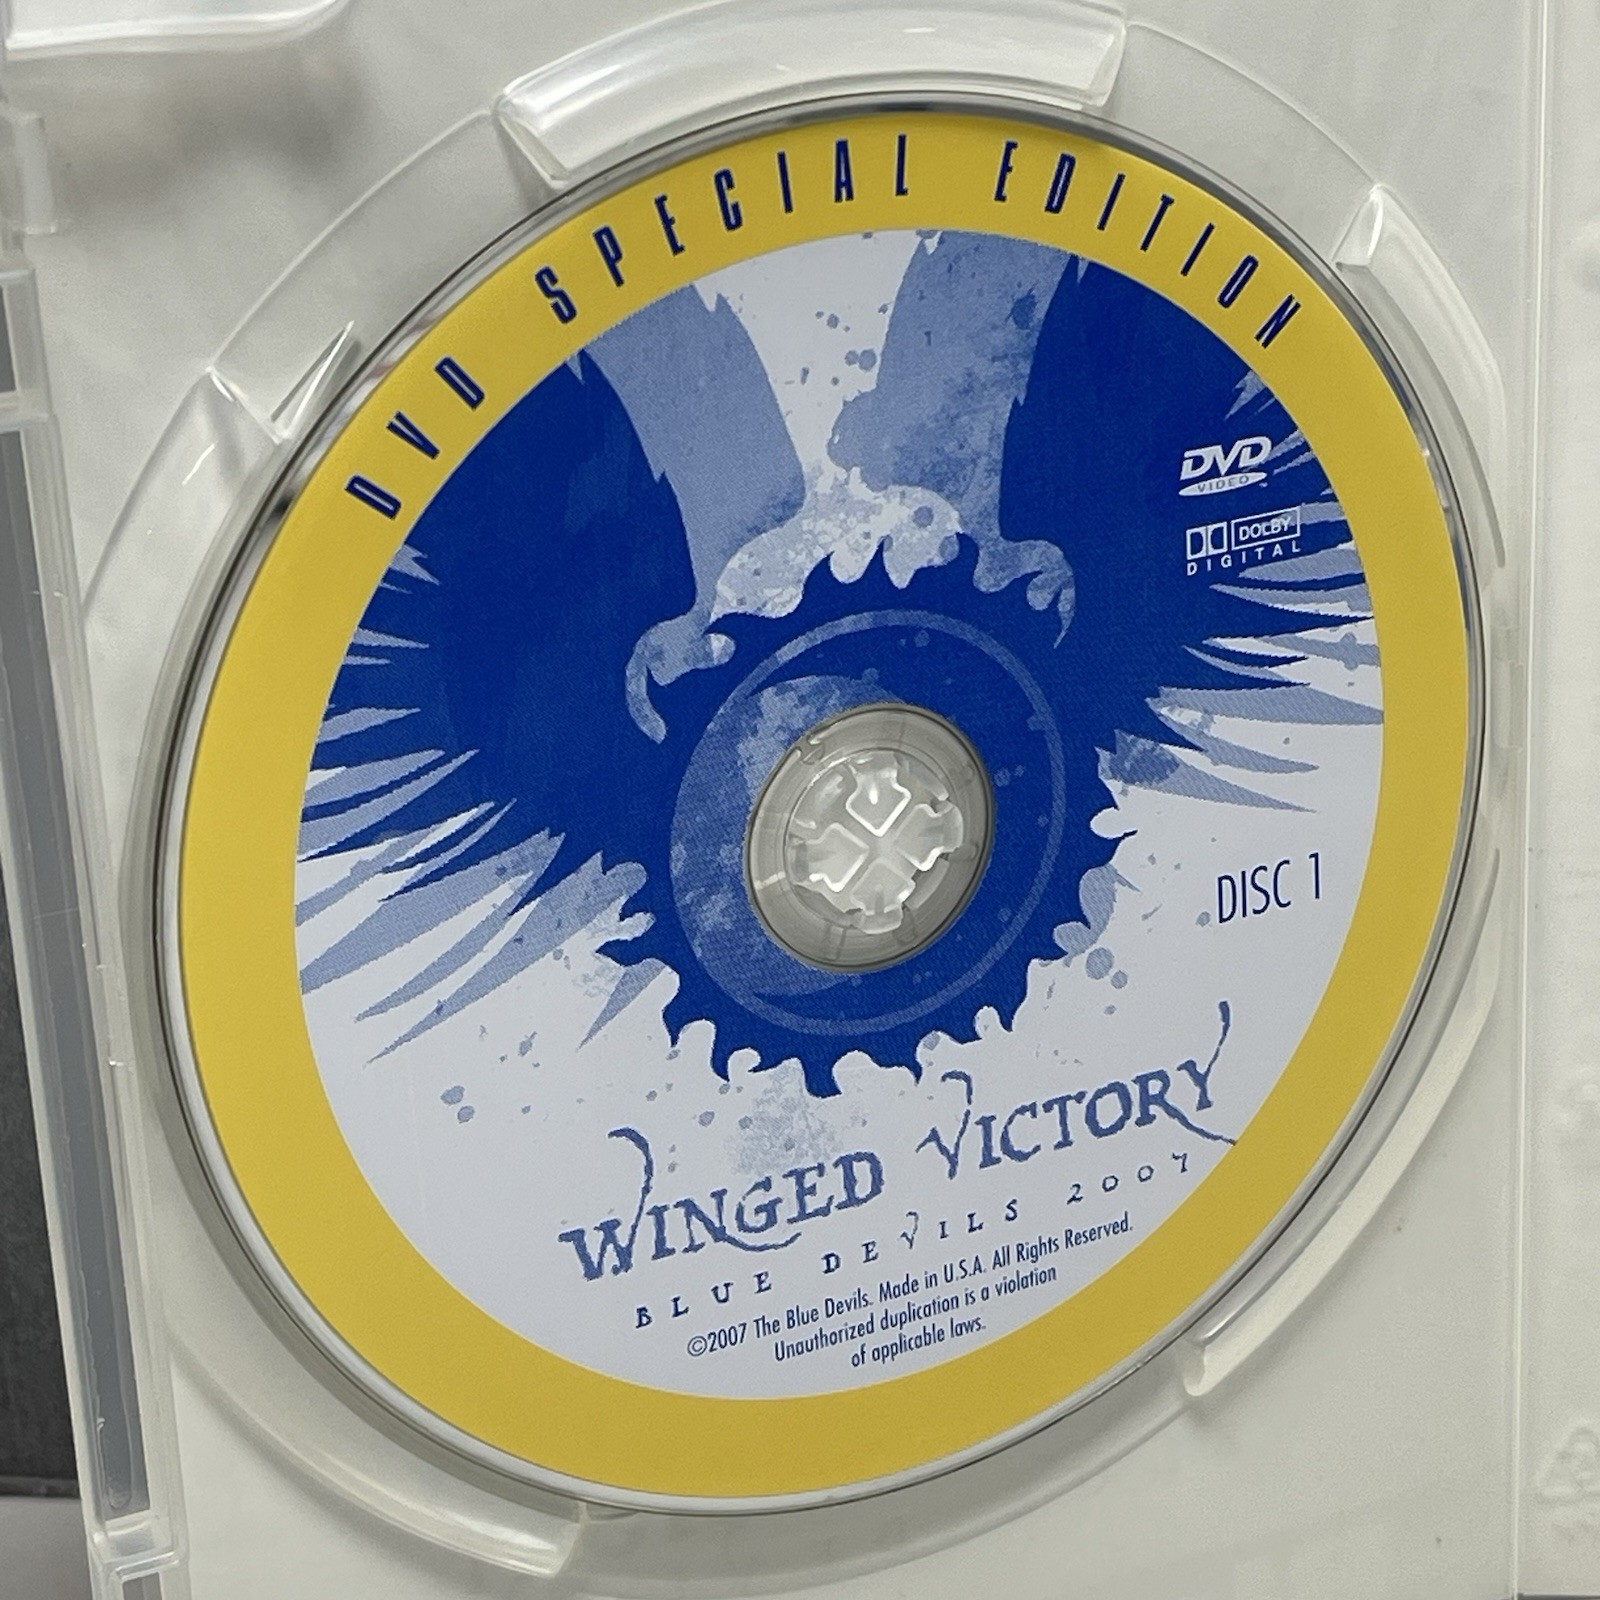 DVD SPECIAL EDITION
DVD
VIDEO™
DOLBY
DIGITAL
DISC 1
WINGED VICTORY
BLUE DEVILS 2007
©2007 The Blue Devils. Made in U.S.A. All Rights Reserved.
Unauthorized duplication is a violation
of applicable laws.